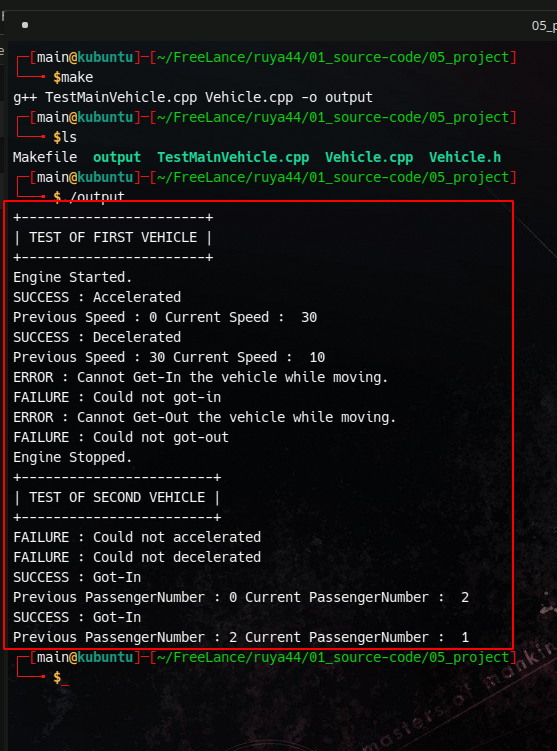 05_p
┌─[main@kubuntu]─[~/FreeLance/ruya44/01_source-code/05_project]
└──╼ $make
g++ TestMainVehicle.cpp Vehicle.cpp -o output
┌─[main@kubuntu]─[~/FreeLance/ruya44/01_source-code/05_project]
└──╼ $ls
Makefile  output  TestMainVehicle.cpp  Vehicle.cpp  Vehicle.h
┌─[main@kubuntu]─[~/FreeLance/ruya44/01_source-code/05_project]
└──╼ $./output
+-----------------------+
| TEST OF FIRST VEHICLE |
+-----------------------+
Engine Started.
SUCCESS : Accelerated
Previous Speed : 0 Current Speed :  30
SUCCESS : Decelerated
Previous Speed : 30 Current Speed :  10
ERROR : Cannot Get-In the vehicle while moving.
FAILURE : Could not got-in
ERROR : Cannot Get-Out the vehicle while moving.
FAILURE : Could not got-out
Engine Stopped.
+------------------------+
| TEST OF SECOND VEHICLE |
+------------------------+
FAILURE : Could not accelerated
FAILURE : Could not decelerated
SUCCESS : Got-In
Previous PassengerNumber : 0 Current PassengerNumber :  2
SUCCESS : Got-In
Previous PassengerNumber : 2 Current PassengerNumber :  1
┌─[main@kubuntu]─[~/FreeLance/ruya44/01_source-code/05_project]
└──╼ $_
masters of mankin